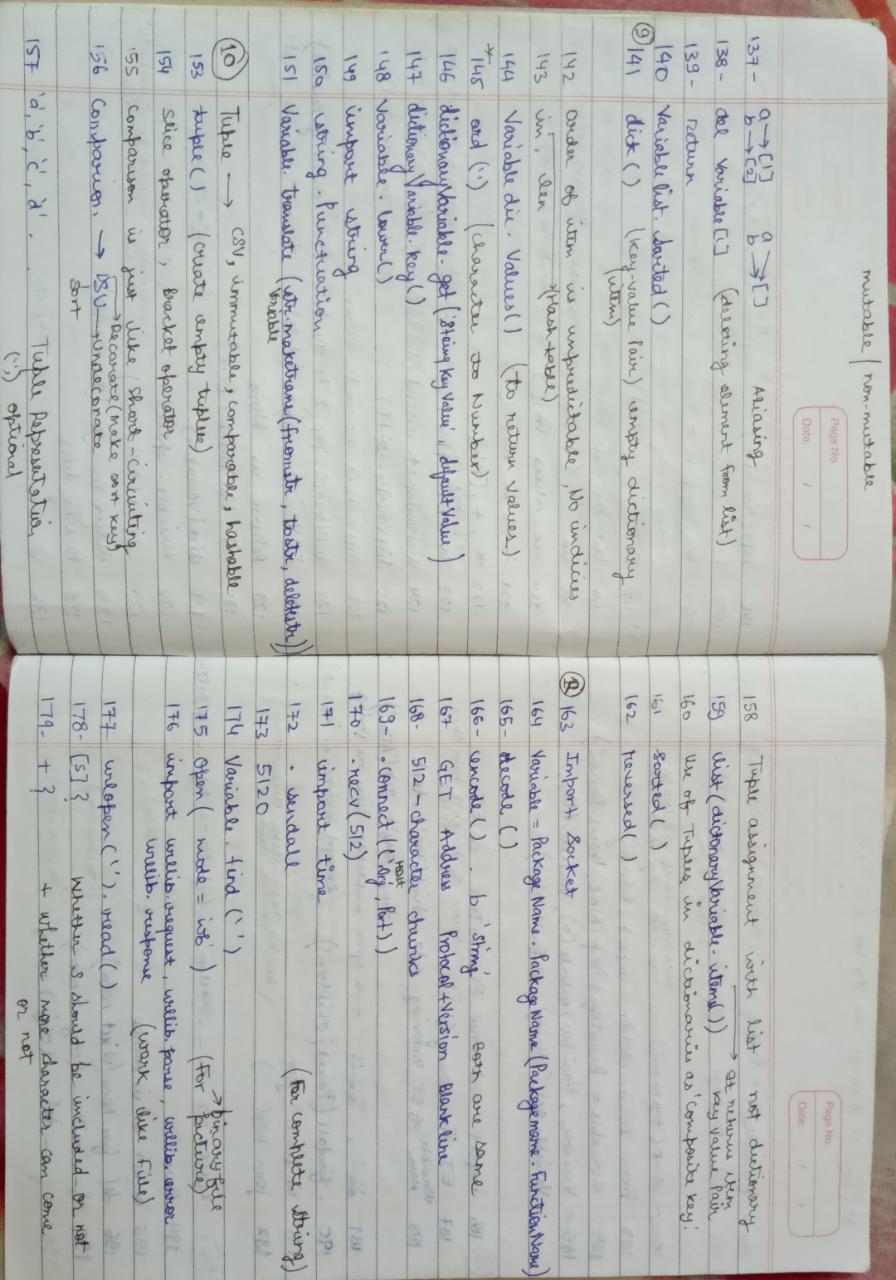 mutable / non-mutable
Page No.
Date. / /
137- a → [1] a
b → [2] b → [] Aliasing
138- del variable[i] (deleting element from list)
139- return
140 Variablelist.sorted()
⑨ 141 dict() (key-value Pair) empty dictionary
(item)
142 order of item is unpredictable, No indicies
143 in, len → (Hash-table)
144 Variable dic. Values() (to return values)
145 ord(':') (character to Number)
146 dictionaryVariable.get('String key value', default value)
147 dictionary Variable.key()
148 Variable.lower()
149 import string
150 string.Punctuation
151 Variable.translate (str.maketrans(fromstr, tostr, deletestr))
Variable
⑩ Tuple → CSV, immutable, comparable, hashable
153 tuple() - (create empty tuple)
154 Slice operator, Bracket operator
155 Comparison is just like short-circuiting
156 Comparison. → DSU → Decorate (make sort key)
→ Undecorate
sort
157 'a', 'b', 'c', 'd'. Tuple Representation
(',') optional
Page No.
Date. / /
158 Tuple assignment with list not dictionary
159 list(dictonaryVariable.items()) → it return item
key value Pair
160 Use of Tuples in dictionaries as 'composite key'
161 sorted()
162 reversed()
⑫ 163 Import Socket
164 Variable = Package Name. Package Name (Package name. Function Name)
165- decode()
166- encode(). b 'string' Both are same
167 GET Address Protocol + Version Blank line
168- 512 - character chunks
169- .connect(('Org', Port))
Host
170. .recv(512)
171 import time
172 . sendall (For complete string)
173 5120
174 Variable.find(' ')
175 Open( mode = 'wb') → binary file
(For picture)
176 import urllib.request, urllib.parse, urllib.error
urllib.response (work like File)
177 urlopen(' ').read()
178- [s]? Whether s should be included or not
179- +? + whether more character can come
or not